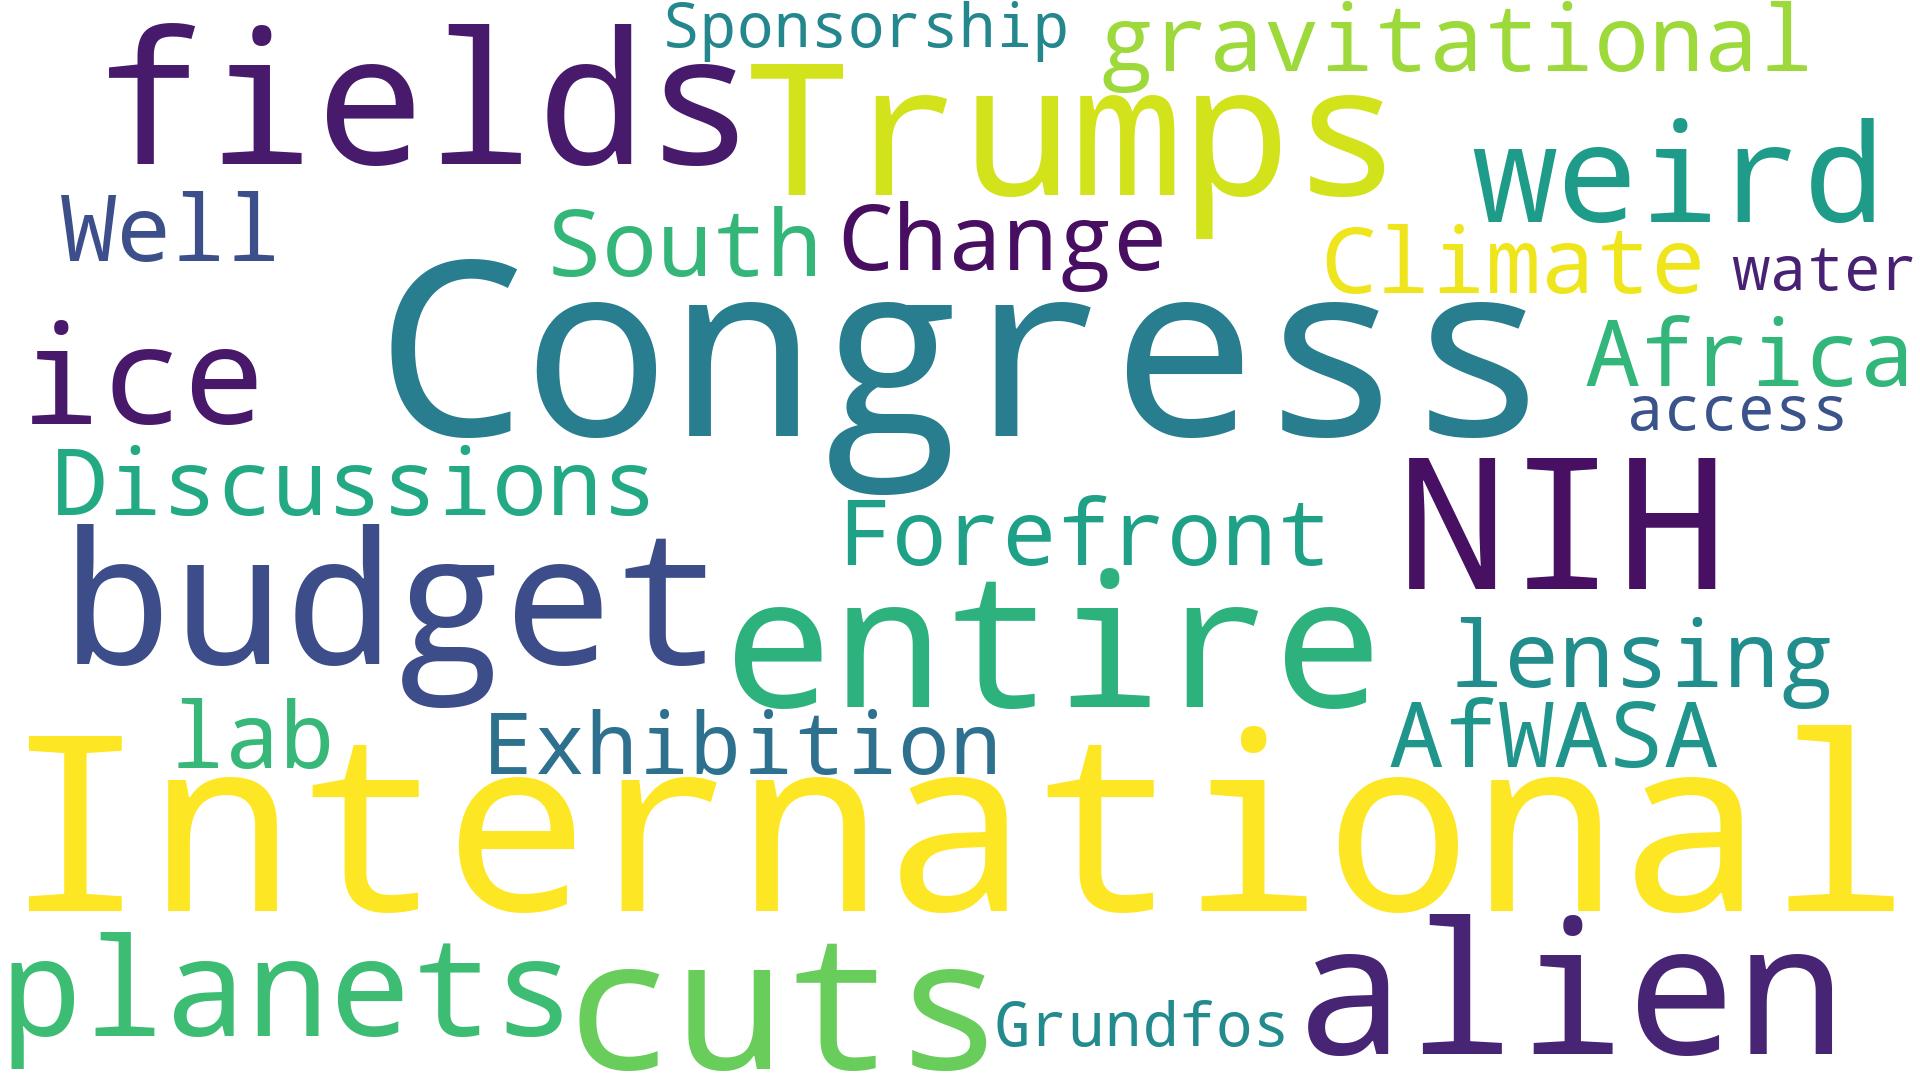 Sponsorship gravitational
fields Trumps weird
Well South Change Climate water
ice Congress Africa
access
Discussions Forefront NIH
budget entire lensing
lab Exhibition AfWASA
International
planets cuts Grundfos alien